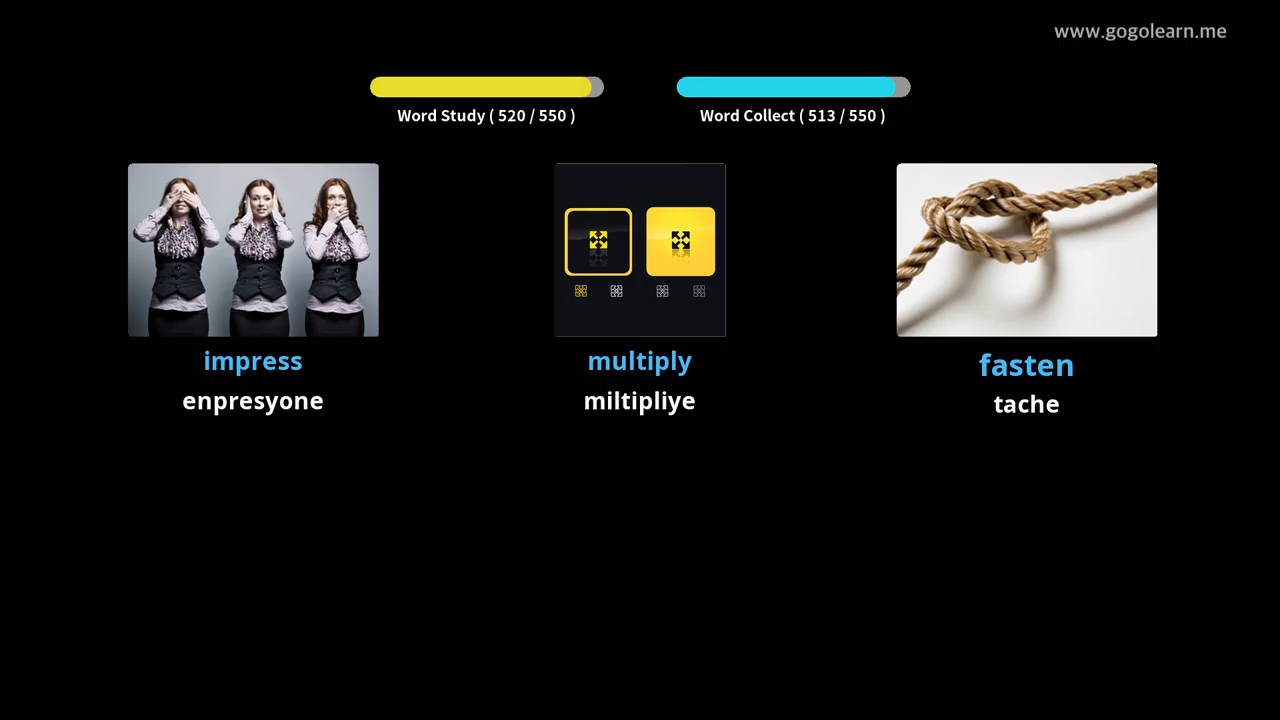 www.gogolearn.me
Word Study ( 520 / 550 )
Word Collect ( 513 / 550 )
impress
multiply
fasten
enpresyone
miltipliye
tache